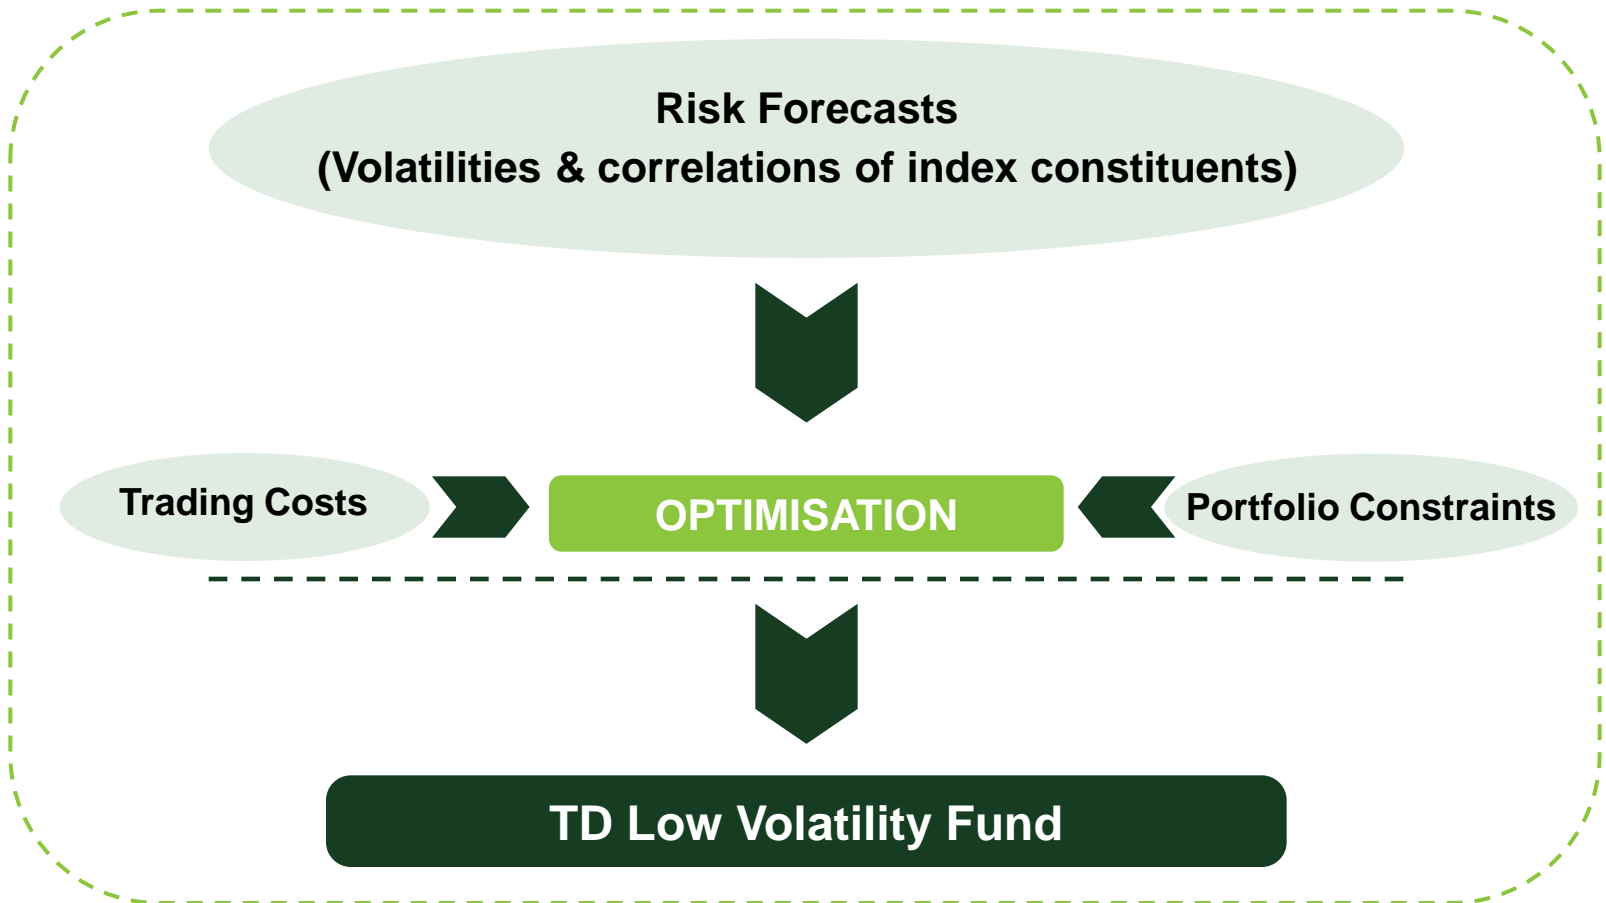 Risk Forecasts
(Volatilities & correlations of index constituents)
Trading Costs
OPTIMISATION
Portfolio Constraints
TD Low Volatility Fund